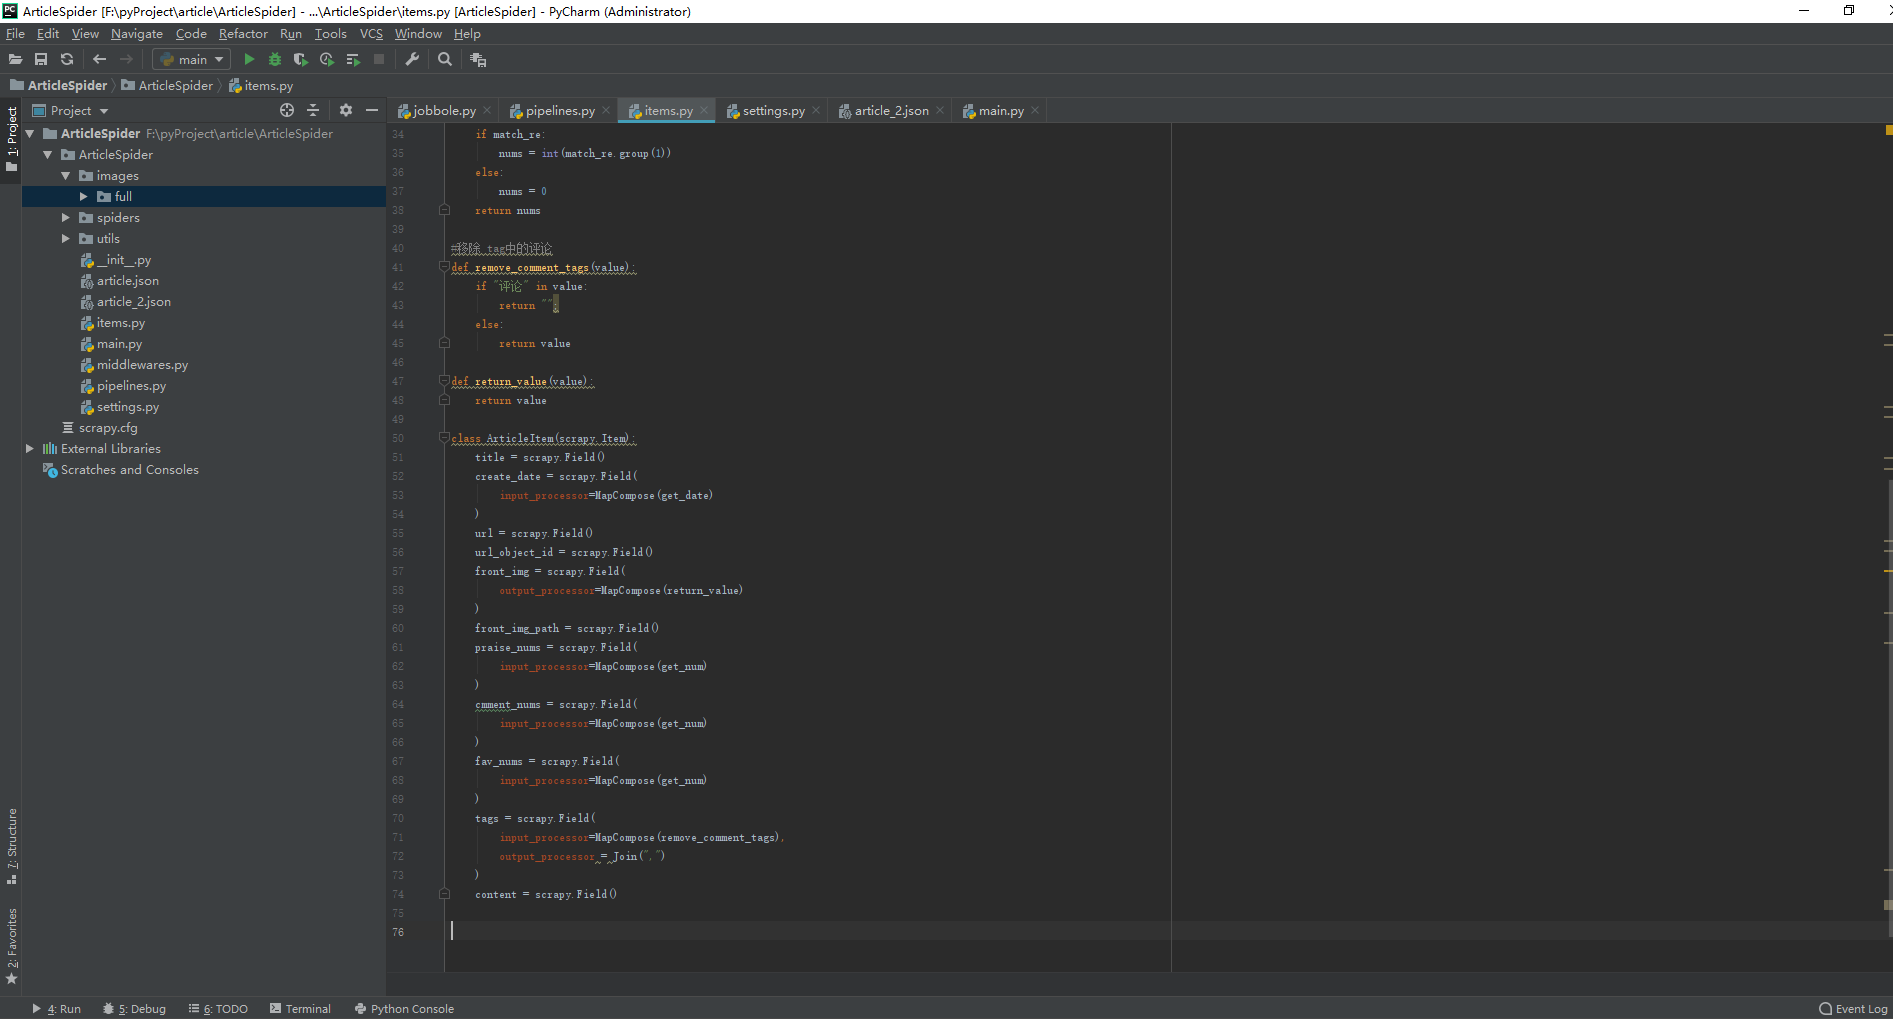 ArticleSpider [F:\pyProject\article\ArticleSpider] - ...\ArticleSpider\items.py [ArticleSpider] - PyCharm (Administrator)
File Edit View Navigate Code Refactor Run Tools VCS Window Help
main
ArticleSpider ArticleSpider items.py
Project
jobbole.py pipelines.py items.py settings.py article_2.json main.py
1: Project
ArticleSpider F:\pyProject\article\ArticleSpider
ArticleSpider
images
full
spiders
utils
__init__.py
article.json
article_2.json
items.py
main.py
middlewares.py
pipelines.py
settings.py
scrapy.cfg
External Libraries
Scratches and Consoles
7: Structure
2: Favorites
34 if match_re:
35 nums = int(match_re.group(1))
36 else:
37 nums = 0
38 return nums
39
40 #移除 tag中的评论
41 def remove_comment_tags(value):
42 if "评论" in value:
43 return "";
44 else:
45 return value
46
47 def return_value(value):
48 return value
49
50 class ArticleItem(scrapy.Item):
51 title = scrapy.Field()
52 create_date = scrapy.Field(
53 input_processor=MapCompose(get_date)
54 )
55 url = scrapy.Field()
56 url_object_id = scrapy.Field()
57 front_img = scrapy.Field(
58 output_processor=MapCompose(return_value)
59 )
60 front_img_path = scrapy.Field()
61 praise_nums = scrapy.Field(
62 input_processor=MapCompose(get_num)
63 )
64 cmment_nums = scrapy.Field(
65 input_processor=MapCompose(get_num)
66 )
67 fav_nums = scrapy.Field(
68 input_processor=MapCompose(get_num)
69 )
70 tags = scrapy.Field(
71 input_processor=MapCompose(remove_comment_tags),
72 output_processor = Join(",")
73 )
74 content = scrapy.Field()
75
76
4: Run 5: Debug 6: TODO Terminal Python Console Event Log